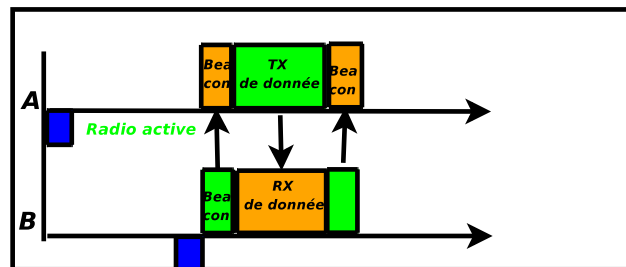 Bea
con
TX
de donnée
Bea
con
A
Radio active
Bea
con
RX
de donnée
B